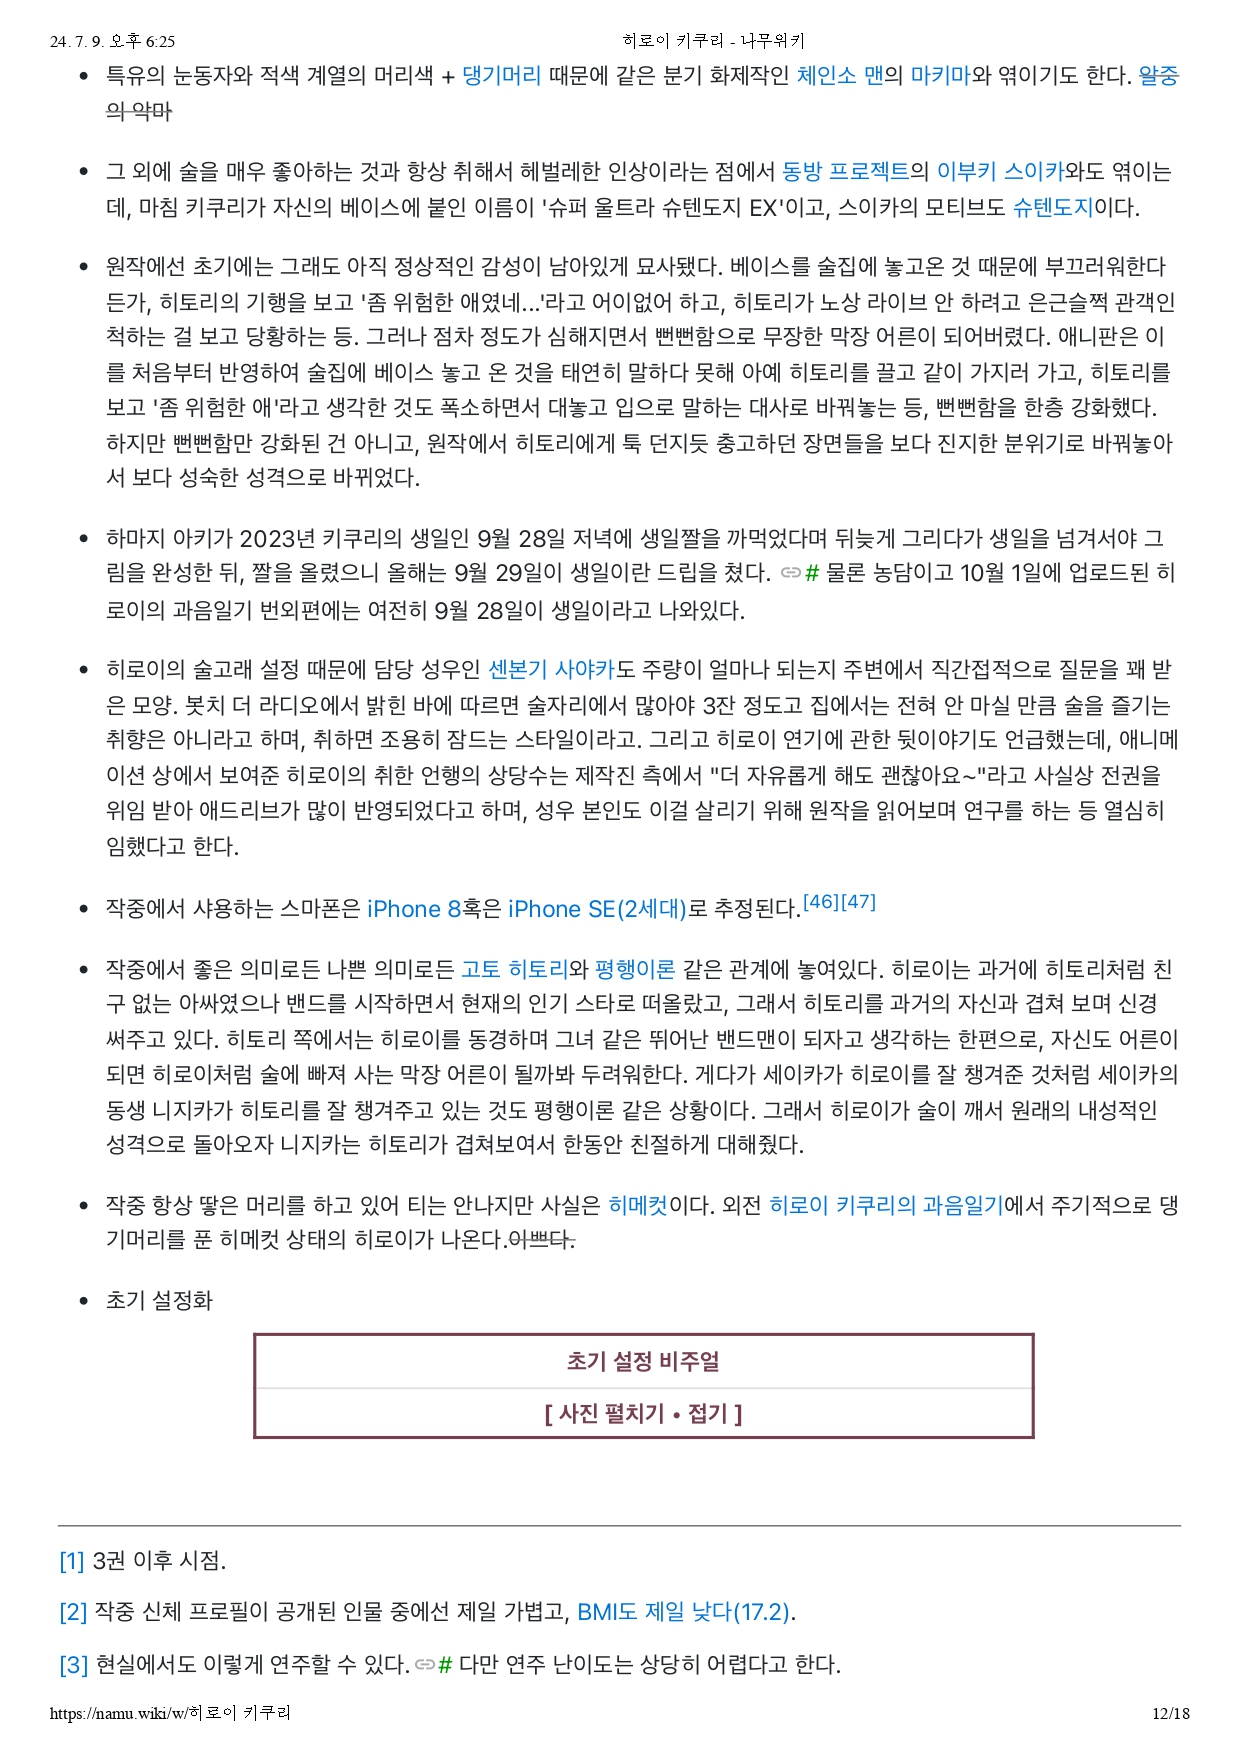 24. 7. 9. 오후 6:25 히로이 키쿠리 - 나무위키
• 특유의 눈동자와 적색 계열의 머리색 + 댕기머리 때문에 같은 분기 화제작인 체인소 맨의 마키마와 엮이기도 한다. 알중
의 악마
• 그 외에 술을 매우 좋아하는 것과 항상 취해서 헤벌레한 인상이라는 점에서 동방 프로젝트의 이부키 스이카와도 엮이는
데, 마침 키쿠리가 자신의 베이스에 붙인 이름이 '슈퍼 울트라 슈텐도지 EX'이고, 스이카의 모티브도 슈텐도지이다.
• 원작에선 초기에는 그래도 아직 정상적인 감성이 남아있게 묘사됐다. 베이스를 술집에 놓고온 것 때문에 부끄러워한다
든가, 히토리의 기행을 보고 '좀 위험한 애였네...'라고 어이없어 하고, 히토리가 노상 라이브 안 하려고 은근슬쩍 관객인
척하는 걸 보고 당황하는 등. 그러나 점차 정도가 심해지면서 뻔뻔함으로 무장한 막장 어른이 되어버렸다. 애니판은 이
를 처음부터 반영하여 술집에 베이스 놓고 온 것을 태연히 말하다 못해 아예 히토리를 끌고 같이 가지러 가고, 히토리를
보고 '좀 위험한 애'라고 생각한 것도 폭소하면서 대놓고 입으로 말하는 대사로 바꿔놓는 등, 뻔뻔함을 한층 강화했다.
하지만 뻔뻔함만 강화된 건 아니고, 원작에서 히토리에게 툭 던지듯 충고하던 장면들을 보다 진지한 분위기로 바꿔놓아
서 보다 성숙한 성격으로 바뀌었다.
• 하마지 아키가 2023년 키쿠리의 생일인 9월 28일 저녁에 생일짤을 까먹었다며 뒤늦게 그리다가 생일을 넘겨서야 그
림을 완성한 뒤, 짤을 올렸으니 올해는 9월 29일이 생일이란 드립을 쳤다. # 물론 농담이고 10월 1일에 업로드된 히
로이의 과음일기 번외편에는 여전히 9월 28일이 생일이라고 나와있다.
• 히로이의 술고래 설정 때문에 담당 성우인 센본기 사야카도 주량이 얼마나 되는지 주변에서 직간접적으로 질문을 꽤 받
은 모양. 봇치 더 라디오에서 밝힌 바에 따르면 술자리에서 많아야 3잔 정도고 집에서는 전혀 안 마실 만큼 술을 즐기는
취향은 아니라고 하며, 취하면 조용히 잠드는 스타일이라고. 그리고 히로이 연기에 관한 뒷이야기도 언급했는데, 애니메
이션 상에서 보여준 히로이의 취한 언행의 상당수는 제작진 측에서 "더 자유롭게 해도 괜찮아요~"라고 사실상 전권을
위임 받아 애드리브가 많이 반영되었다고 하며, 성우 본인도 이걸 살리기 위해 원작을 읽어보며 연구를 하는 등 열심히
임했다고 한다.
• 작중에서 샤용하는 스마폰은 iPhone 8혹은 iPhone SE(2세대)로 추정된다.[46][47]
• 작중에서 좋은 의미로든 나쁜 의미로든 고토 히토리와 평행이론 같은 관계에 놓여있다. 히로이는 과거에 히토리처럼 친
구 없는 아싸였으나 밴드를 시작하면서 현재의 인기 스타로 떠올랐고, 그래서 히토리를 과거의 자신과 겹쳐 보며 신경
써주고 있다. 히토리 쪽에서는 히로이를 동경하며 그녀 같은 뛰어난 밴드맨이 되자고 생각하는 한편으로, 자신도 어른이
되면 히로이처럼 술에 빠져 사는 막장 어른이 될까봐 두려워한다. 게다가 세이카가 히로이를 잘 챙겨준 것처럼 세이카의
동생 니지카가 히토리를 잘 챙겨주고 있는 것도 평행이론 같은 상황이다. 그래서 히로이가 술이 깨서 원래의 내성적인
성격으로 돌아오자 니지카는 히토리가 겹쳐보여서 한동안 친절하게 대해줬다.
• 작중 항상 땋은 머리를 하고 있어 티는 안나지만 사실은 히메컷이다. 외전 히로이 키쿠리의 과음일기에서 주기적으로 댕
기머리를 푼 히메컷 상태의 히로이가 나온다.이쁘다.
• 초기 설정화
초기 설정 비주얼
[ 사진 펼치기 • 접기 ]
[1] 3권 이후 시점.
[2] 작중 신체 프로필이 공개된 인물 중에선 제일 가볍고, BMI도 제일 낮다(17.2).
[3] 현실에서도 이렇게 연주할 수 있다. # 다만 연주 난이도는 상당히 어렵다고 한다.
https://namu.wiki/w/히로이 키쿠리 12/18